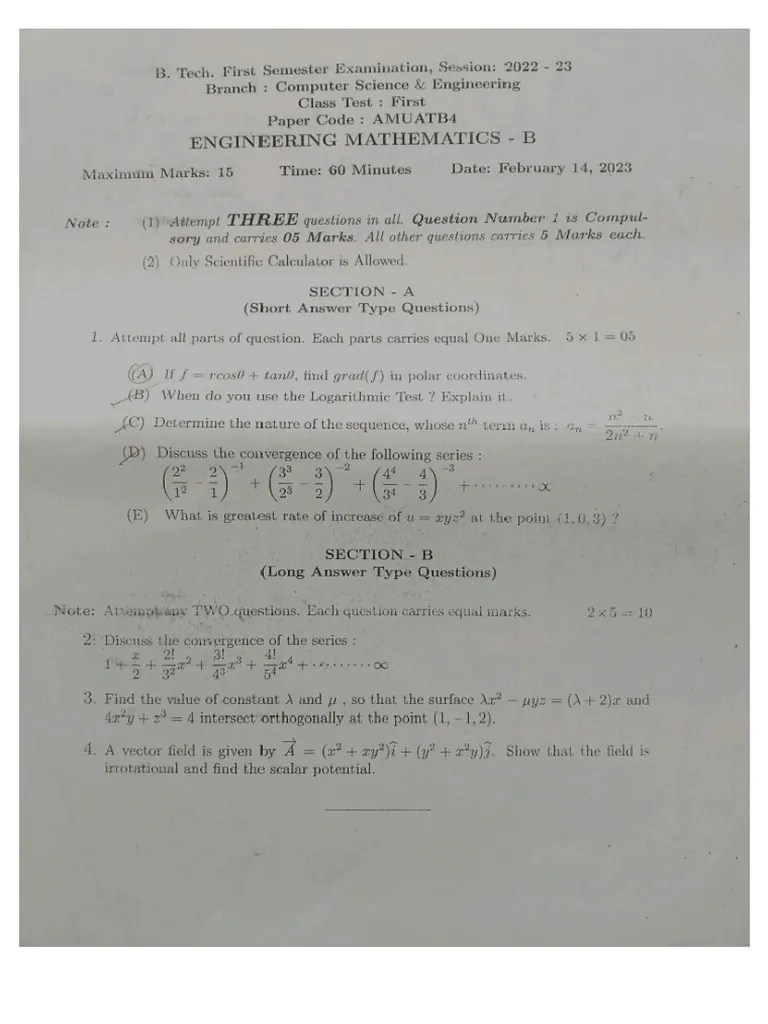 B. Tech. First Semester Examination, Session: 2022 - 23
Branch : Computer Science & Engineering
Class Test : First
Paper Code : AMUATB4
ENGINEERING MATHEMATICS - B
Maximum Marks: 15 Time: 60 Minutes Date: February 14, 2023
Note : (1) Attempt THREE questions in all. Question Number 1 is Compul-
sory and carries 05 Marks. All other questions carries 5 Marks each.
(2) Only Scientific Calculator is Allowed.
SECTION - A
(Short Answer Type Questions)
1. Attempt all parts of question. Each parts carries equal One Marks. 5 × 1 = 05
(A) If f = rcosθ + tanθ, find grad(f) in polar coordinates.
(B) When do you use the Logarithmic Test ? Explain it.
(C) Determine the nature of the sequence, whose nᵗʰ term aₙ is : aₙ = (n² − n)/(2n² + n).
(D) Discuss the convergence of the following series :
(2²/1² − 2/1)⁻¹ + (3³/2³ − 3/2)⁻² + (4⁴/3⁴ − 4/3)⁻³ + ⋯⋯⋯∞
(E) What is greatest rate of increase of u = xyz² at the point (1, 0, 3) ?
SECTION - B
(Long Answer Type Questions)
Note: Attempt any TWO questions. Each question carries equal marks. 2 × 5 = 10
2: Discuss the convergence of the series :
1 + x/2 + 2!/3² x² + 3!/4³ x³ + 4!/5⁴ x⁴ + ⋯⋯⋯∞
3. Find the value of constant λ and μ , so that the surface λx² − μyz = (λ + 2)x and
4x²y + z³ = 4 intersect orthogonally at the point (1, −1, 2).
4. A vector field is given by A⃗ = (x² + xy²)î + (y² + x²y)ĵ. Show that the field is
irrotational and find the scalar potential.